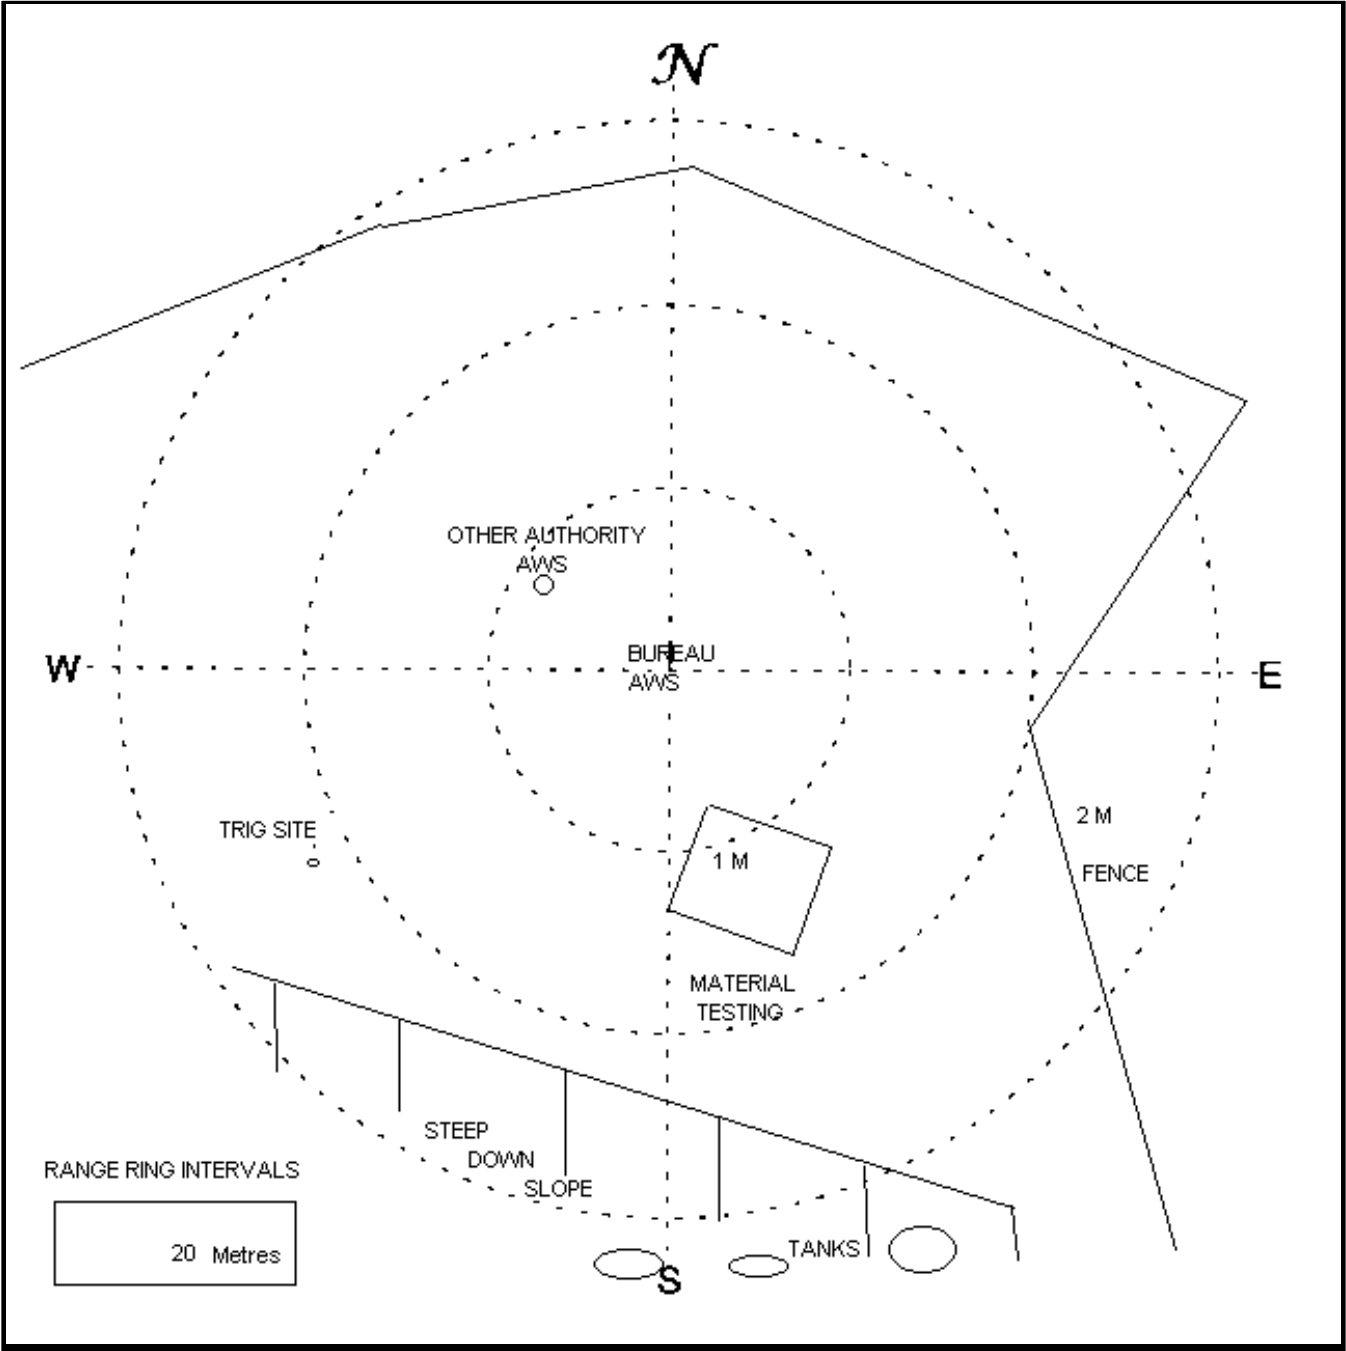 N
OTHER AUTHORITY
AWS
W
BUREAU
AWS
E
TRIG SITE
2 M
1 M
FENCE
MATERIAL
TESTING
STEEP
DOWN
SLOPE
RANGE RING INTERVALS
20 Metres
TANKS
S